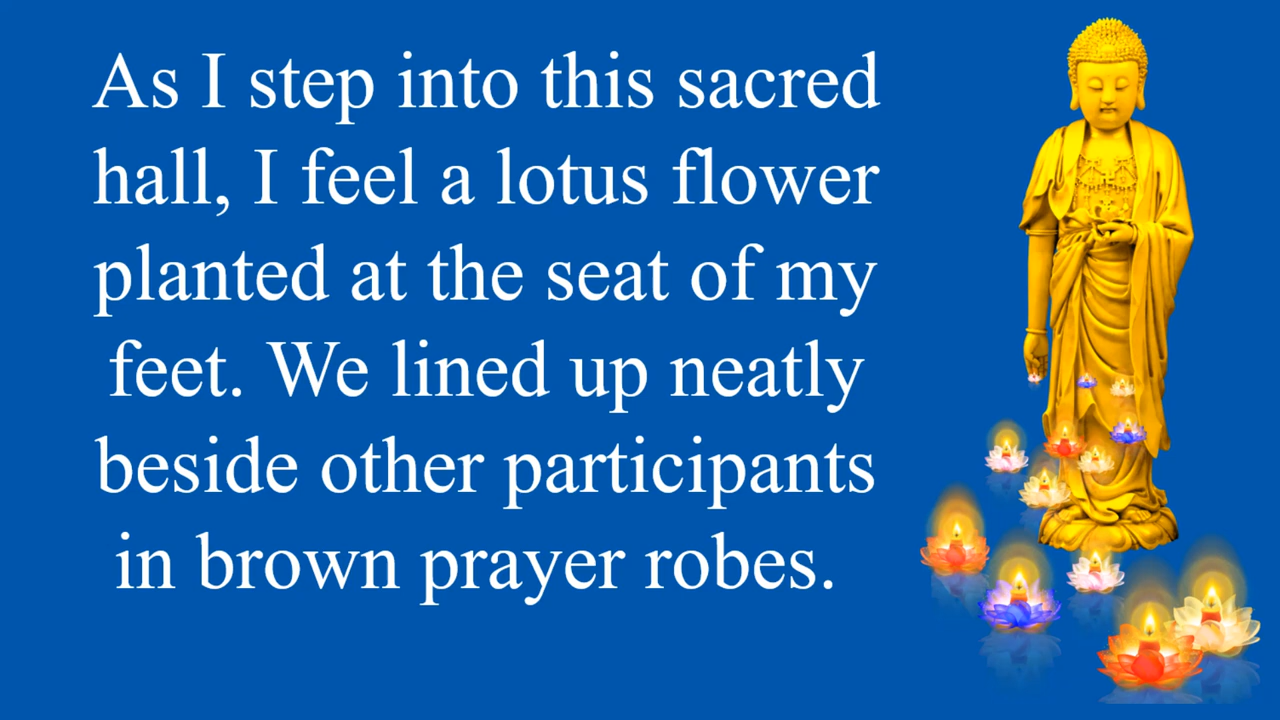 As I step into this sacred
hall, I feel a lotus flower
planted at the seat of my
feet. We lined up neatly
beside other participants
in brown prayer robes.